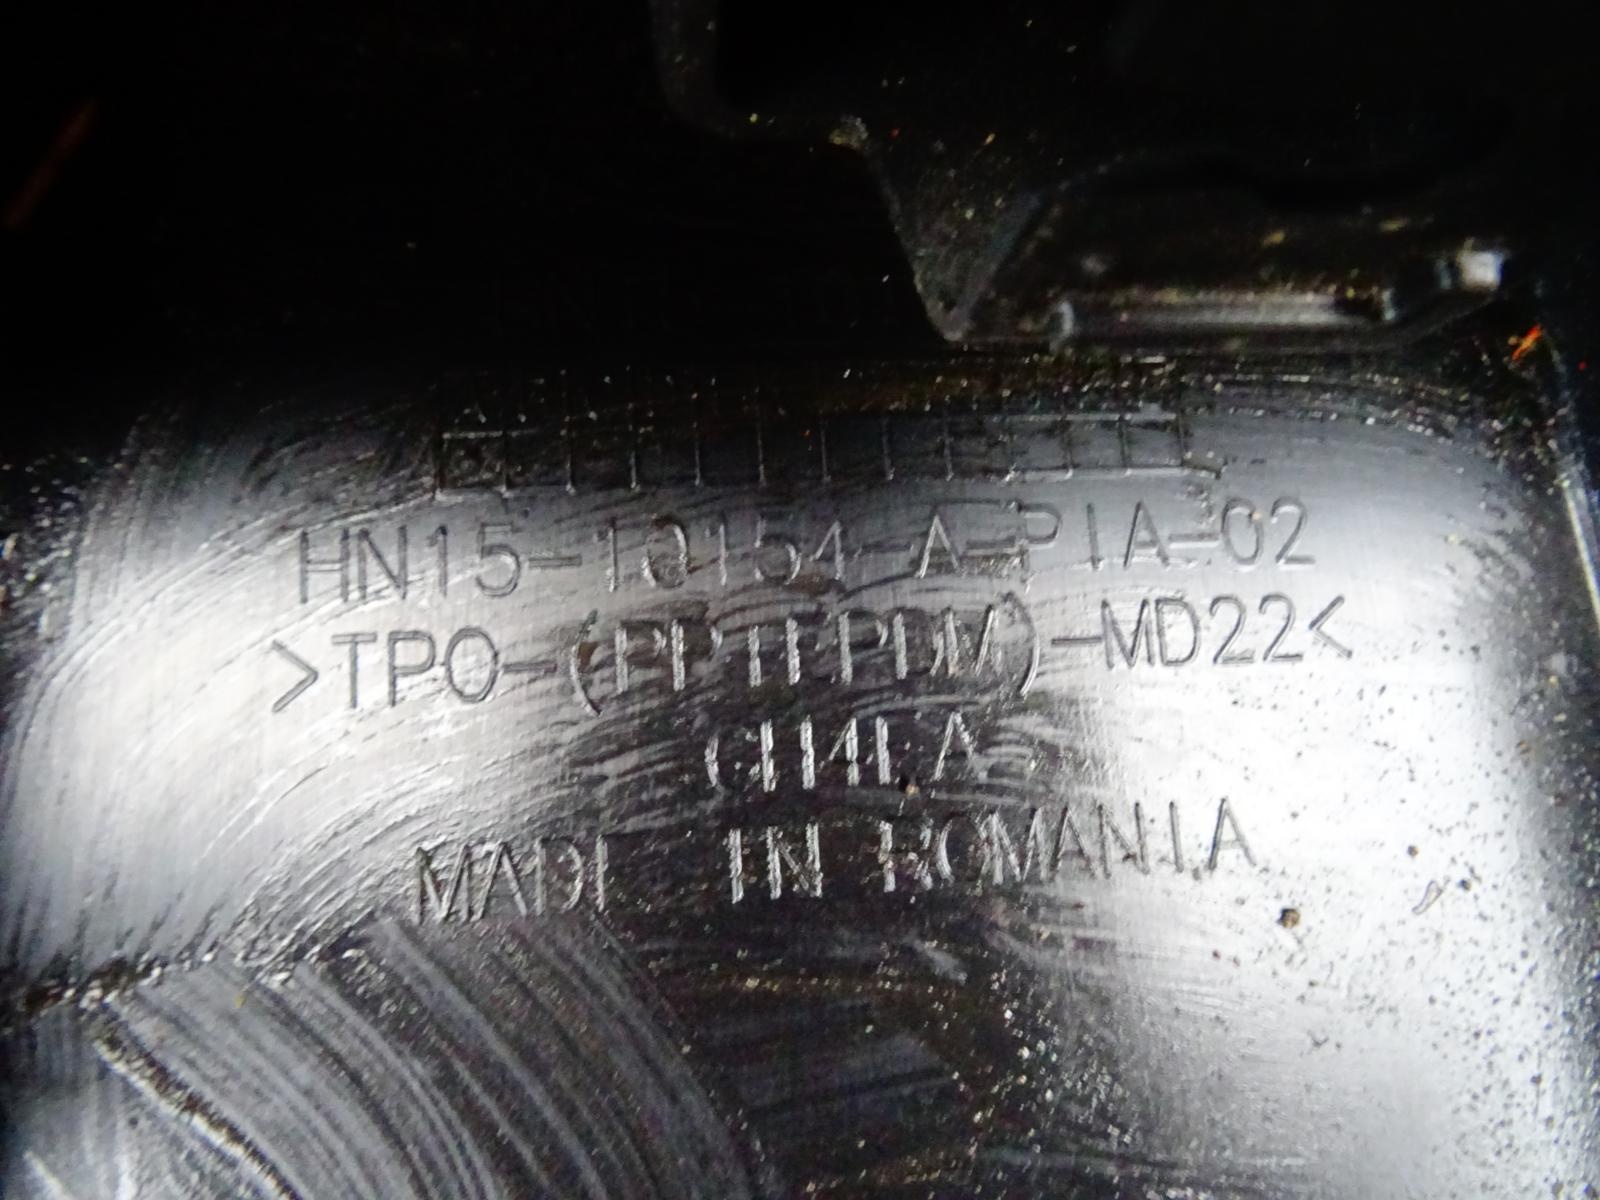 HN15-10154-A-PIA-02
>TPO-(PP+EPDM)-MD22<
MADE IN ROMANIA